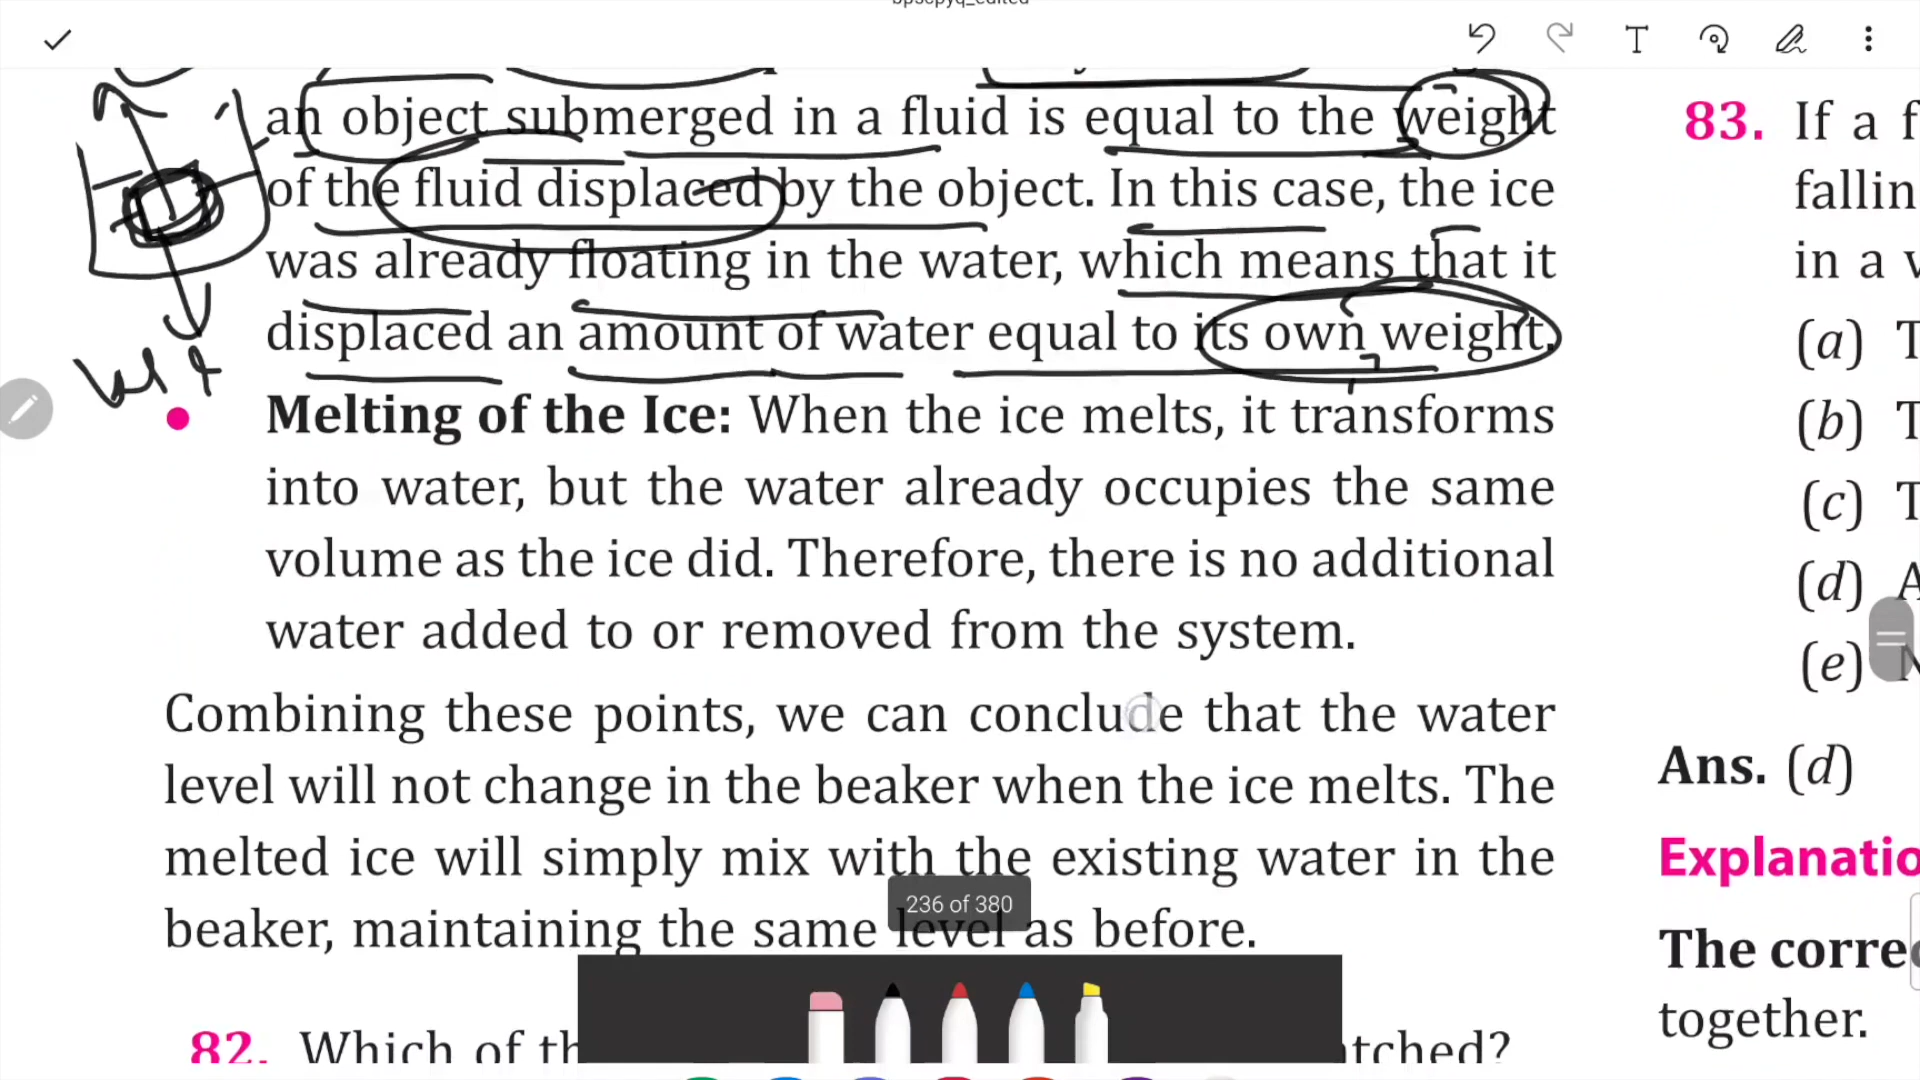 an object submerged in a fluid is equal to the weight
of the fluid displaced by the object. In this case, the ice
was already floating in the water, which means that it
displaced an amount of water equal to its own weight.
Melting of the Ice: When the ice melts, it transforms
into water, but the water already occupies the same
volume as the ice did. Therefore, there is no additional
water added to or removed from the system.
Combining these points, we can conclude that the water
level will not change in the beaker when the ice melts. The
melted ice will simply mix with the existing water in the
beaker, maintaining the same level as before.
236 of 380
82. Which of th
tched?
83. If a f
fallin
in a v
(a) T
(b) T
(c) T
(d) A
(e) N
Ans. (d)
Explanatio
The corre
together.